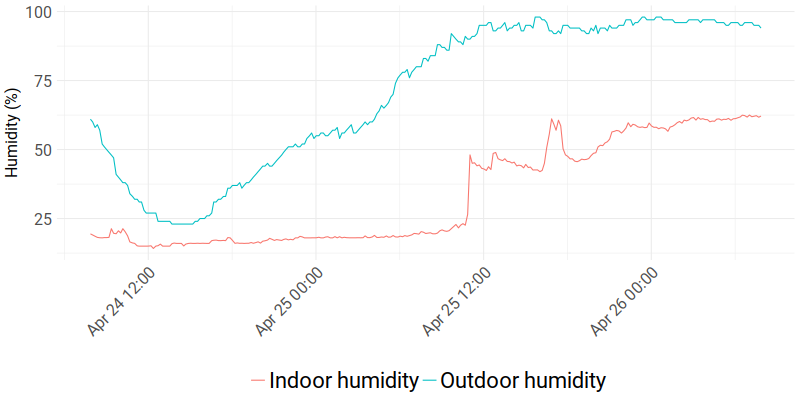 100
75
50
25
Humidity (%)
Apr 24 12:00
Apr 25 00:00
Apr 25 12:00
Apr 26 00:00
Indoor humidity
Outdoor humidity